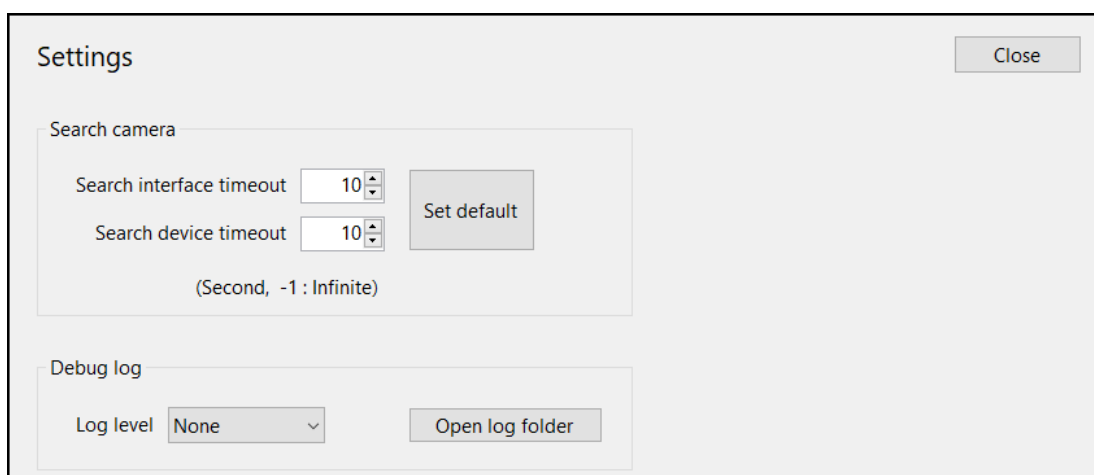 Settings
Close
Search camera
Search interface timeout 10
Set default
Search device timeout 10
(Second, -1 : Infinite)
Debug log
Log level None Open log folder